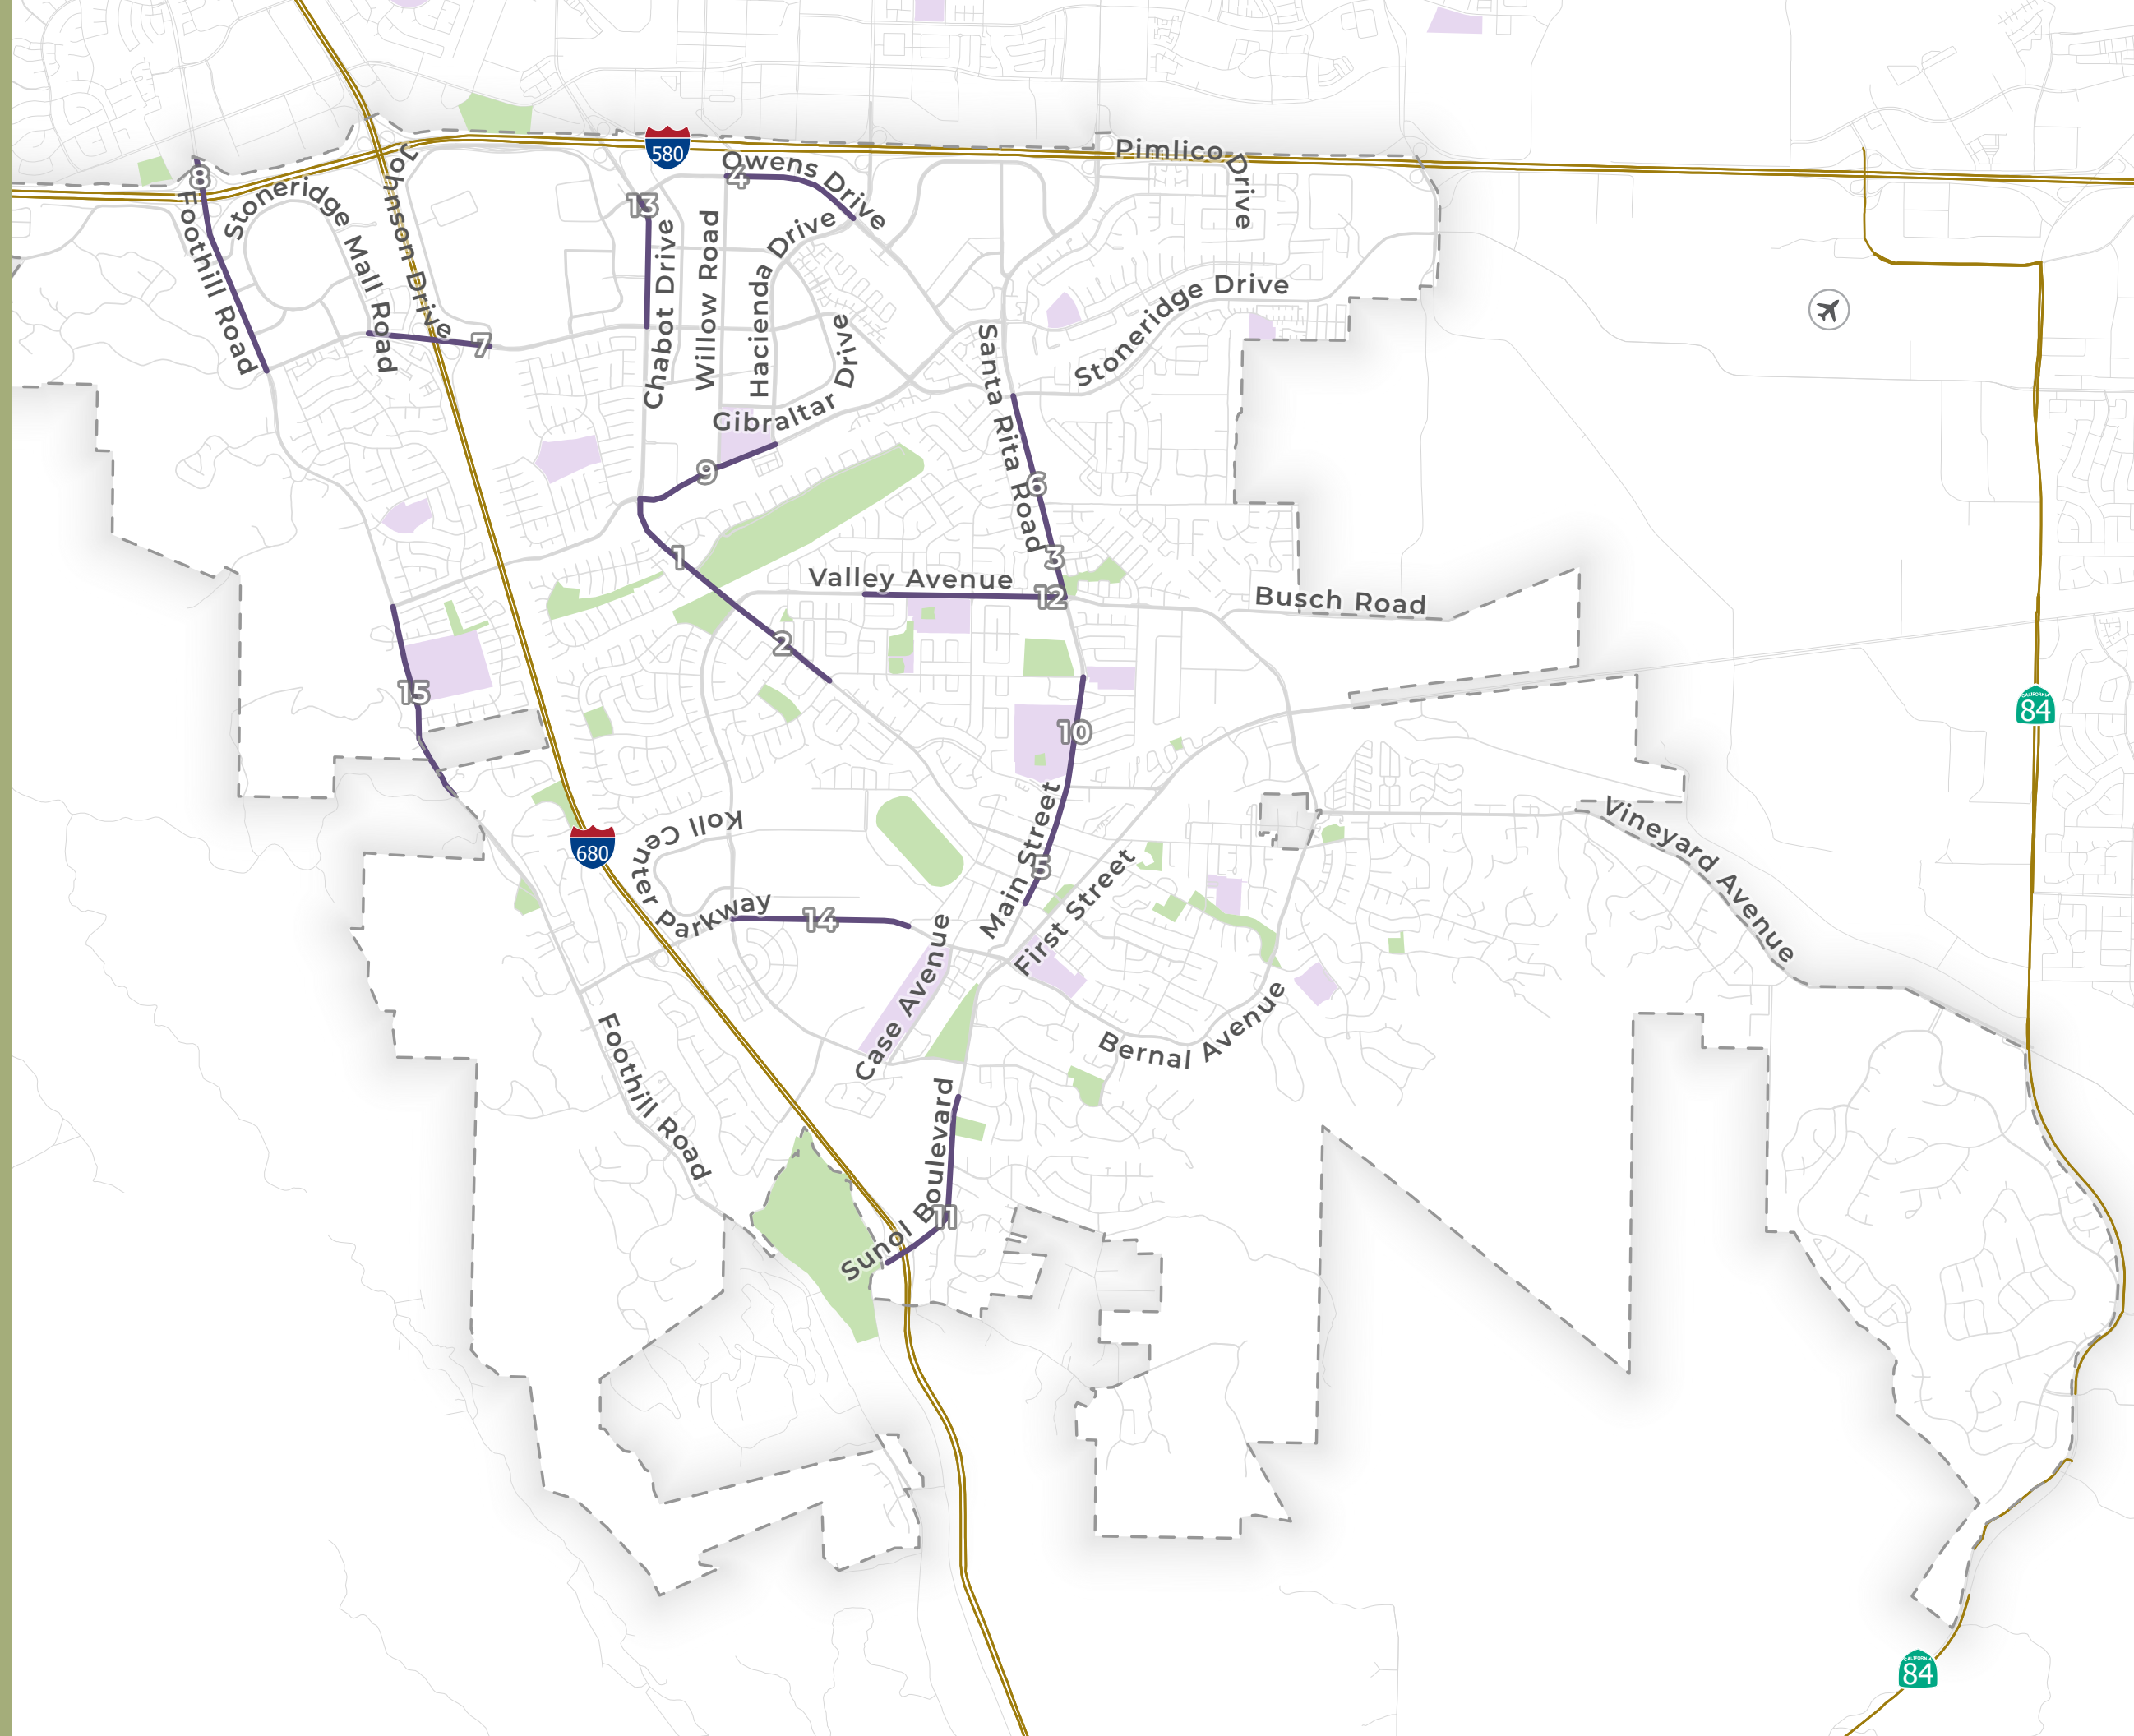 Pimlico Drive
580
Owens Drive
4
8
Stoneridge Mall Road
Johnson Drive
13
Foothill Road
Chabot Drive
Willow Road
Hacienda Drive
Stoneridge Drive
7
Gibraltar Drive
Santa Rita Road
9
6
1
3
Valley Avenue
12
Busch Road
2
15
10
CALIFORNIA
84
Koll Center Parkway
680
Main Street
5
First Street
Vineyard Avenue
14
Case Avenue
Bernal Avenue
Foothill Road
Sunol Boulevard
11
CALIFORNIA
84